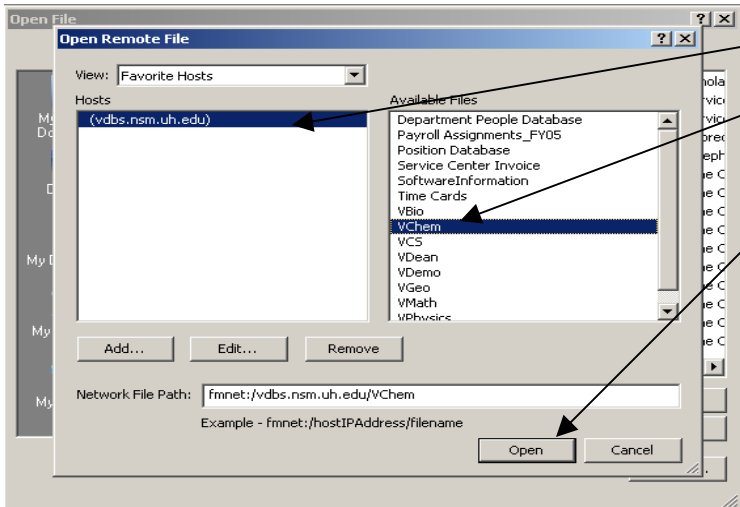 Open File
Open Remote File
View: Favorite Hosts
Hosts
(vdbs.nsm.uh.edu)
Available Files
Department People Database
Payroll Assignments_FY05
Position Database
Service Center Invoice
SoftwareInformation
Time Cards
VBio
VChem
VCS
VDean
VDemo
VGeo
VMath
VPhysics
Add... Edit... Remove
Network File Path: fmnet:/vdbs.nsm.uh.edu/VChem
Example - fmnet:/hostIPAddress/filename
Open Cancel